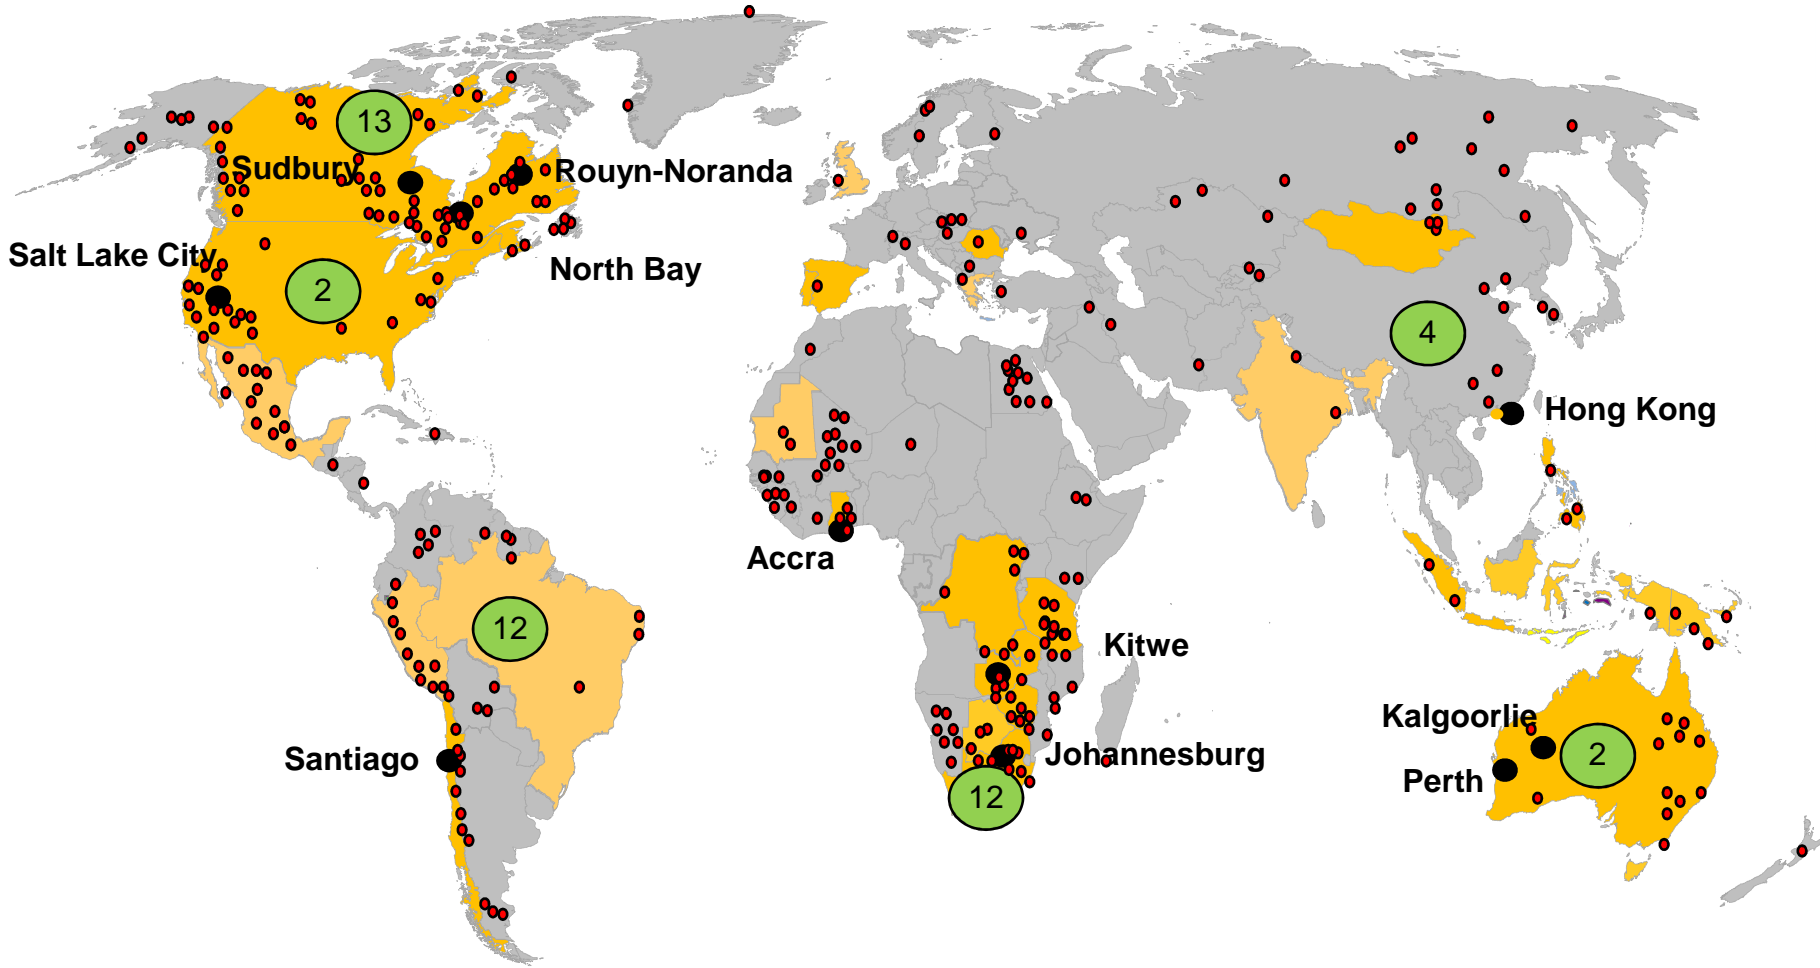 13
Sudbury
Rouyn-Noranda
Salt Lake City
North Bay
2
4
Hong Kong
Accra
12
Kitwe
Kalgoorlie
Santiago
Johannesburg
2
Perth
12